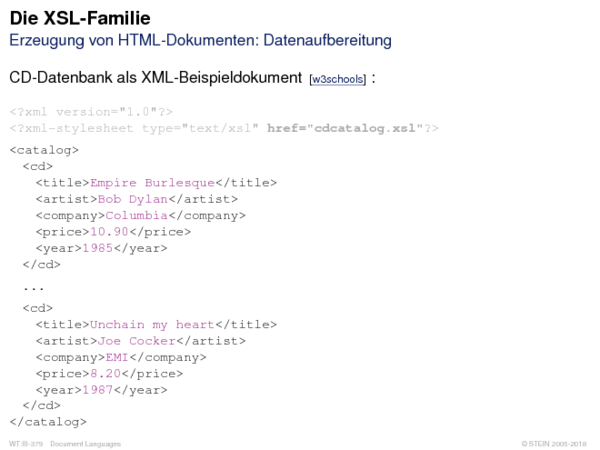 Die XSL-Familie
Erzeugung von HTML-Dokumenten: Datenaufbereitung
CD-Datenbank als XML-Beispieldokument [w3schools] :
<?xml version="1.0"?>
<?xml-stylesheet type="text/xsl" href="cdcatalog.xsl"?>
<catalog>
<cd>
<title>Empire Burlesque</title>
<artist>Bob Dylan</artist>
<company>Columbia</company>
<price>10.90</price>
<year>1985</year>
</cd>
...
<cd>
<title>Unchain my heart</title>
<artist>Joe Cocker</artist>
<company>EMI</company>
<price>8.20</price>
<year>1987</year>
</cd>
</catalog>
WT:III-379 Document Languages © STEIN 2005-2018